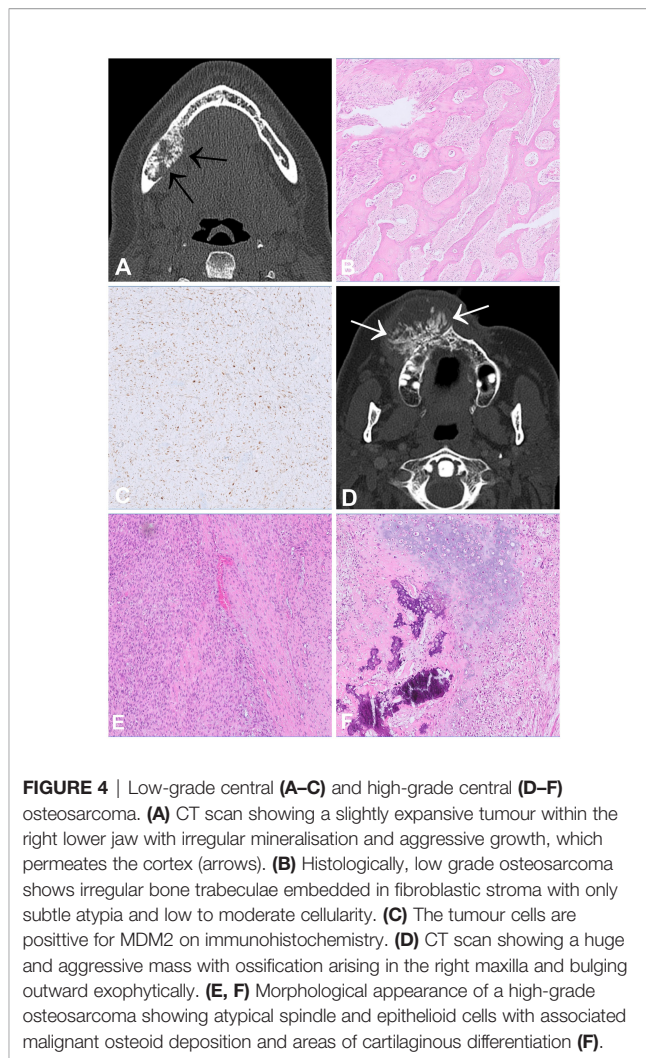 A
B
C
D
E
F
FIGURE 4 | Low-grade central (A–C) and high-grade central (D–F)
osteosarcoma. (A) CT scan showing a slightly expansive tumour within the
right lower jaw with irregular mineralisation and aggressive growth, which
permeates the cortex (arrows). (B) Histologically, low grade osteosarcoma
shows irregular bone trabeculae embedded in fibroblastic stroma with only
subtle atypia and low to moderate cellularity. (C) The tumour cells are
posittive for MDM2 on immunohistochemistry. (D) CT scan showing a huge
and aggressive mass with ossification arising in the right maxilla and bulging
outward exophytically. (E, F) Morphological appearance of a high-grade
osteosarcoma showing atypical spindle and epithelioid cells with associated
malignant osteoid deposition and areas of cartilaginous differentiation (F).